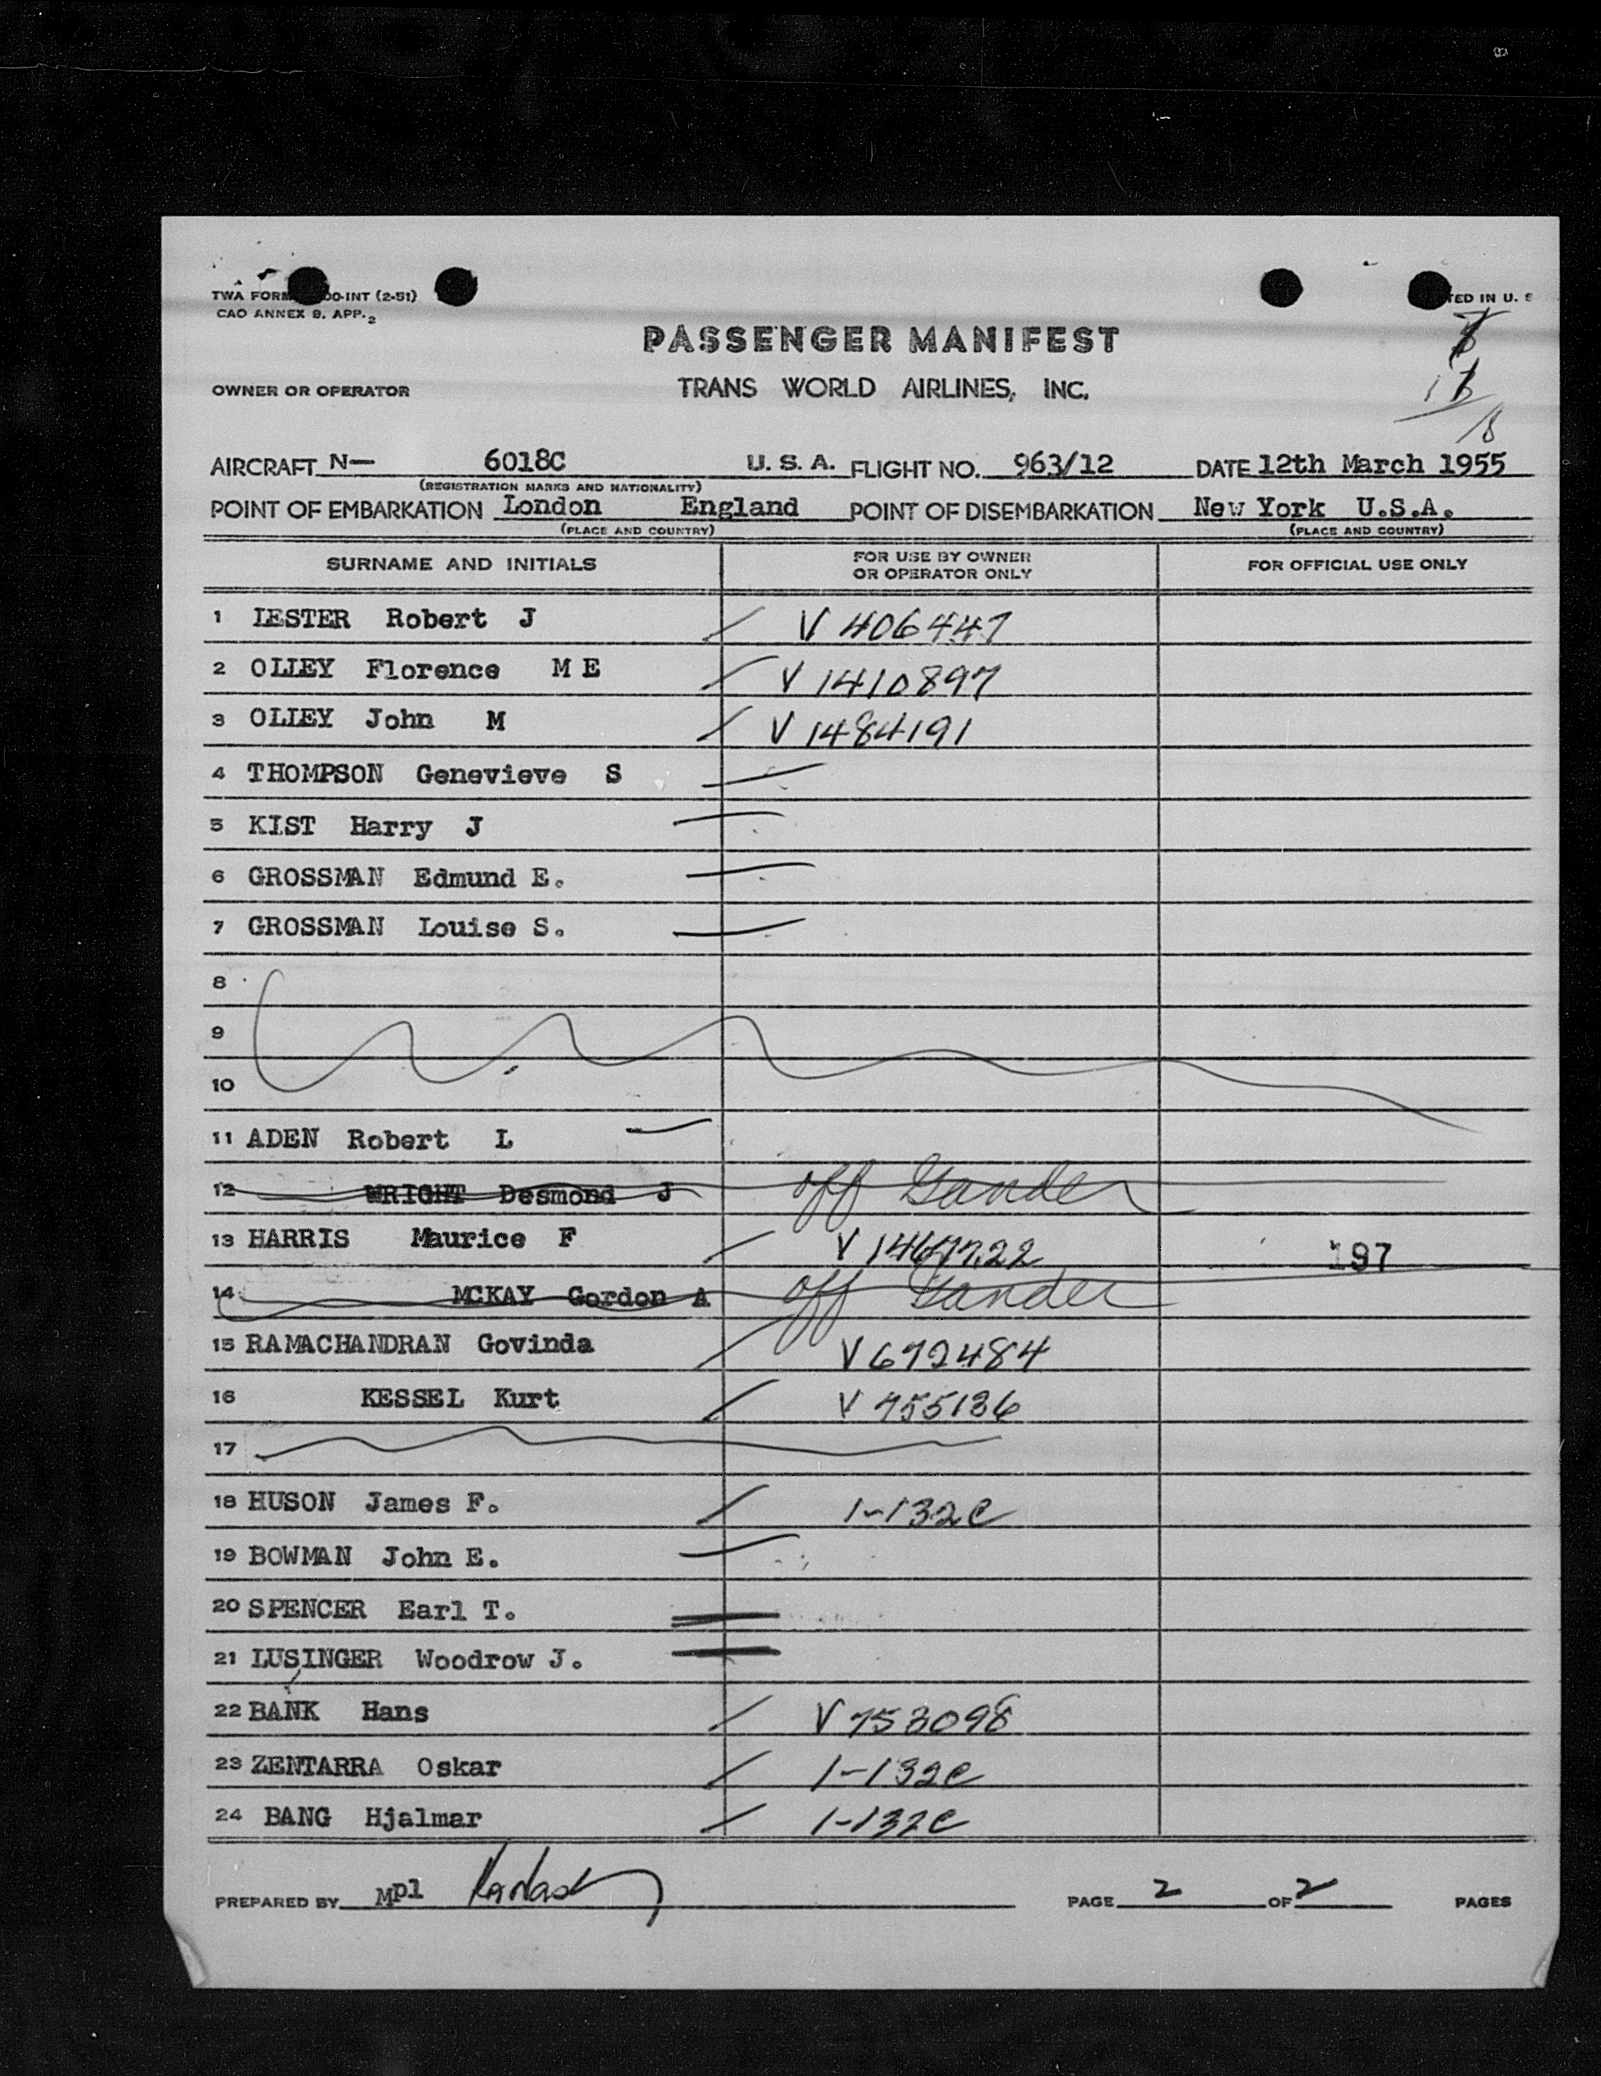 TWA FORM 00-INT (2-51)
TED IN U. S
CAO ANNEX 9. APP. 2
PASSENGER MANIFEST
OWNER OR OPERATOR TRANS WORLD AIRLINES, INC.
18
AIRCRAFT N- 6018C U. S. A. FLIGHT NO. 963/12 DATE 12th March 1955
(REGISTRATION MARKS AND NATIONALITY)
POINT OF EMBARKATION London England POINT OF DISEMBARKATION New York U.S.A.
(PLACE AND COUNTRY) (PLACE AND COUNTRY)
SURNAME AND INITIALS FOR USE BY OWNER OR OPERATOR ONLY FOR OFFICIAL USE ONLY
1 LESTER Robert J V 406447
2 OLLEY Florence M E V 1410897
3 OLLEY John M V 1484191
4 THOMPSON Genevieve S
5 KIST Harry J
6 GROSSMAN Edmund E.
7 GROSSMAN Louise S.
8
9
10
11 ADEN Robert L
12 WRIGHT Desmond J off Gander
13 HARRIS Maurice F 197
14 MCKAY Gordon A off Gander
15 RAMACHANDRAN Govinda V 672484
16 KESSEL Kurt V 755136
17
18 HUSON James F. 1-132c
19 BOWMAN John E.
20 SPENCER Earl T.
21 LUSINGER Woodrow J.
22 BANK Hans V 753098
23 ZENTARRA Oskar 1-132c
24 BANG Hjalmar 1-132c
PREPARED BY Mpl PAGE 2 OF 2 PAGES